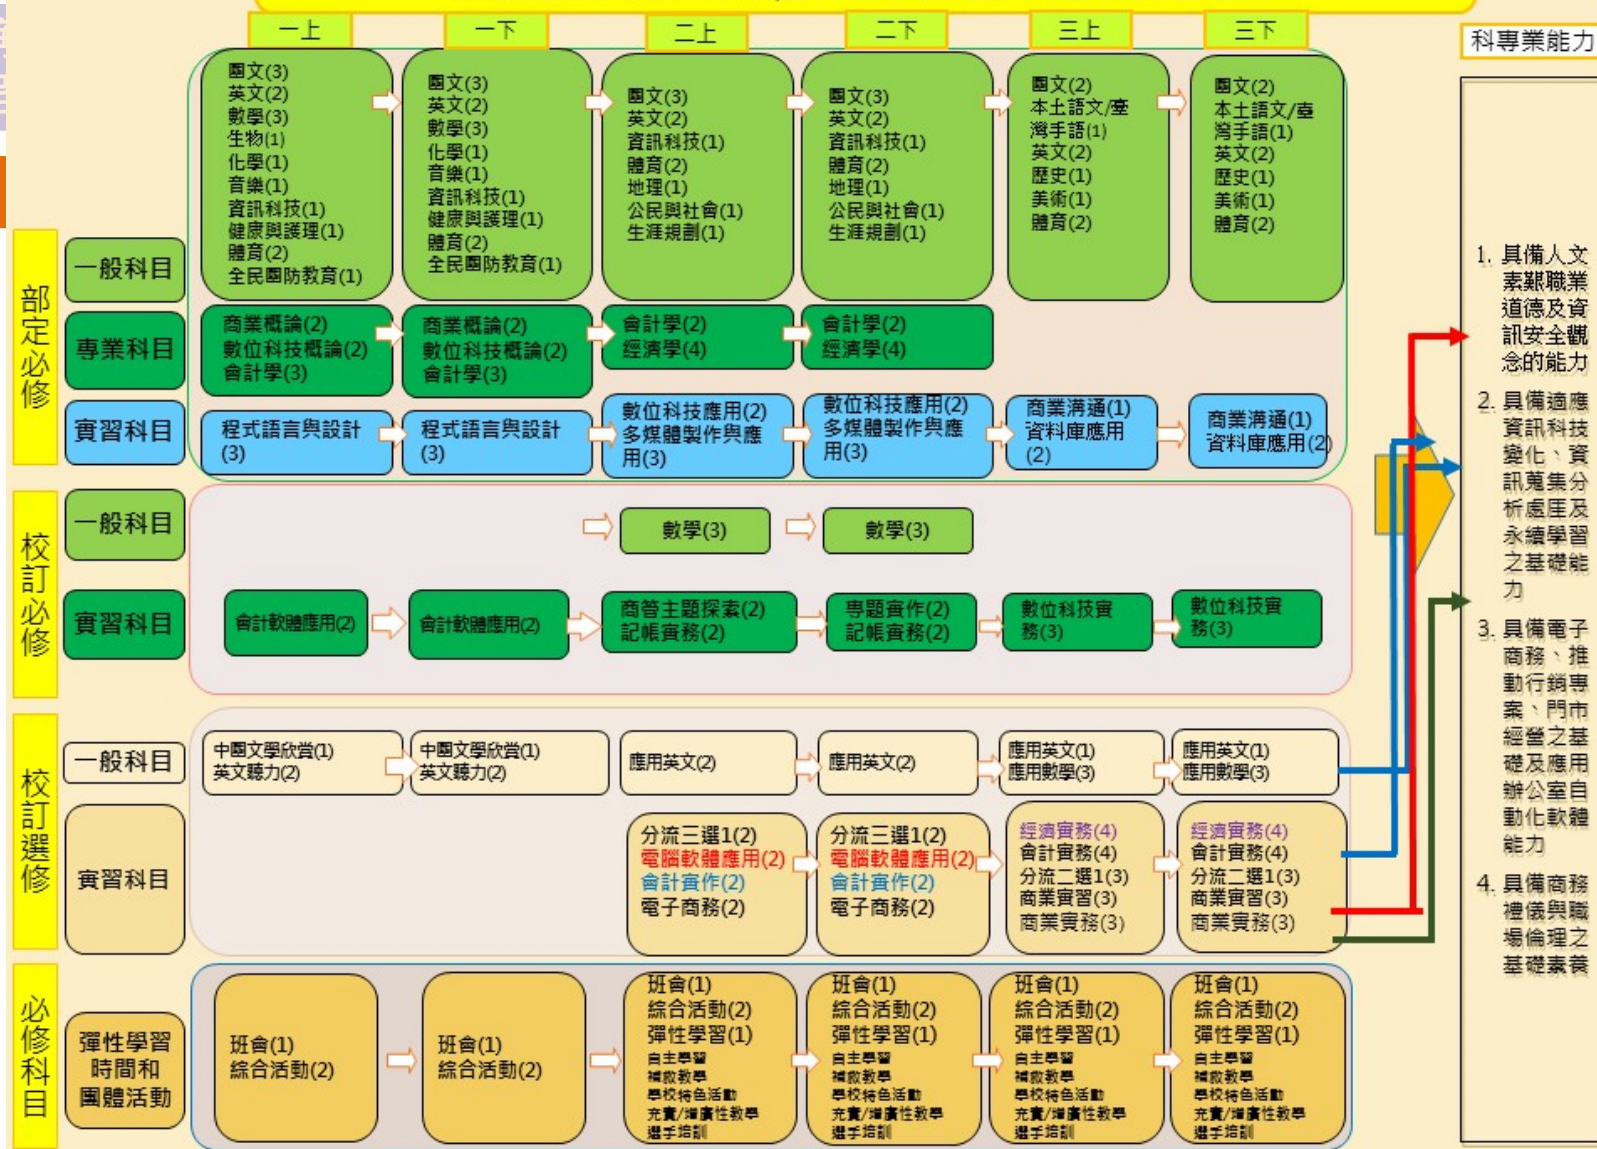 一上
一下
二上
二下
三上
三下
科專業能力
部定必修
一般科目
國文(3)
英文(2)
數學(3)
生物(1)
化學(1)
音樂(1)
資訊科技(1)
健康與護理(1)
體育(2)
全民國防教育(1)
國文(3)
英文(2)
數學(3)
化學(1)
音樂(1)
資訊科技(1)
健康與護理(1)
體育(2)
全民國防教育(1)
國文(3)
英文(2)
資訊科技(1)
體育(2)
地理(1)
公民與社會(1)
生涯規劃(1)
國文(3)
英文(2)
資訊科技(1)
體育(2)
地理(1)
公民與社會(1)
生涯規劃(1)
國文(2)
本土語文/臺
灣手語(1)
英文(2)
歷史(1)
美術(1)
體育(2)
國文(2)
本土語文/臺
灣手語(1)
英文(2)
歷史(1)
美術(1)
體育(2)
專業科目
商業概論(2)
數位科技概論(2)
會計學(3)
商業概論(2)
數位科技概論(2)
會計學(3)
會計學(2)
經濟學(4)
會計學(2)
經濟學(4)
實習科目
程式語言與設計
(3)
程式語言與設計
(3)
數位科技應用(2)
多媒體製作與應
用(3)
數位科技應用(2)
多媒體製作與應
用(3)
商業溝通(1)
資料庫應用
(2)
商業溝通(1)
資料庫應用(2)
校訂必修
一般科目
數學(3)
數學(3)
實習科目
會計軟體應用(2)
會計軟體應用(2)
商管主題探索(2)
記帳實務(2)
專題實作(2)
記帳實務(2)
數位科技實
務(3)
數位科技實
務(3)
校訂選修
一般科目
中國文學欣賞(1)
英文聽力(2)
中國文學欣賞(1)
英文聽力(2)
應用英文(2)
應用英文(2)
應用英文(1)
應用數學(3)
應用英文(1)
應用數學(3)
實習科目
分流三選1(2)
電腦軟體應用(2)
會計實作(2)
電子商務(2)
分流三選1(2)
電腦軟體應用(2)
會計實作(2)
電子商務(2)
經濟實務(4)
會計實務(4)
分流二選1(3)
商業實習(3)
商業實務(3)
經濟實務(4)
會計實務(4)
分流二選1(3)
商業實習(3)
商業實務(3)
必修科目
彈性學習
時間和
團體活動
班會(1)
綜合活動(2)
班會(1)
綜合活動(2)
班會(1)
綜合活動(2)
彈性學習(1)
自主學習
補救教學
學校特色活動
充實/增廣性教學
選手培訓
班會(1)
綜合活動(2)
彈性學習(1)
自主學習
補救教學
學校特色活動
充實/增廣性教學
選手培訓
班會(1)
綜合活動(2)
彈性學習(1)
自主學習
補救教學
學校特色活動
充實/增廣性教學
選手培訓
班會(1)
綜合活動(2)
彈性學習(1)
自主學習
補救教學
學校特色活動
充實/增廣性教學
選手培訓
1. 具備人文
素艱職業
道德及資
訊安全觀
念的能力
2. 具備適應
資訊科技
變化、資
訊蒐集分
析處匡及
永續學習
之基礎能
力
3. 具備電子
商務、推
動行銷專
案、門市
經營之基
礎及應用
辦公室自
動化軟體
能力
4. 具備商務
禮儀與職
場倫理之
基礎素養